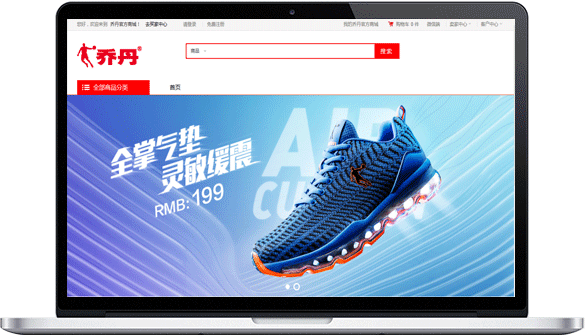 您好，欢迎来到 乔丹官方商城！ 去买家中心 请登录 免费注册
我的乔丹官方商城 购物车 0 件 微信端 卖家中心 客户中心
乔丹®
商品 搜索
全部商品分类 首页
AIR
全掌气垫
灵敏缓震
RMB: 199